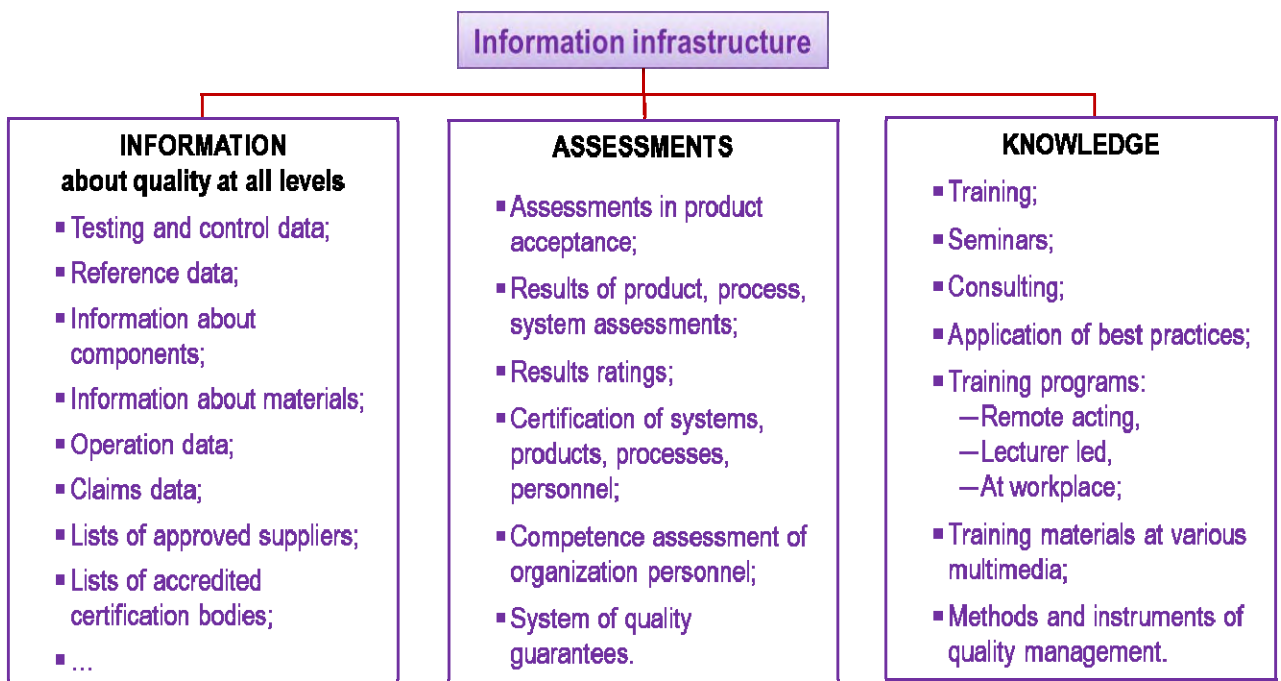 Information infrastructure
INFORMATION
about quality at all levels
▪ Testing and control data;
▪ Reference data;
▪ Information about
components;
▪ Information about materials;
▪ Operation data;
▪ Claims data;
▪ Lists of approved suppliers;
▪ Lists of accredited
certification bodies;
▪ ...
ASSESSMENTS
▪ Assessments in product
acceptance;
▪ Results of product, process,
system assessments;
▪ Results ratings;
▪ Certification of systems,
products, processes,
personnel;
▪ Competence assessment of
organization personnel;
▪ System of quality
guarantees.
KNOWLEDGE
▪ Training;
▪ Seminars;
▪ Consulting;
▪ Application of best practices;
▪ Training programs:
—Remote acting,
—Lecturer led,
—At workplace;
▪ Training materials at various
multimedia;
▪ Methods and instruments of
quality management.